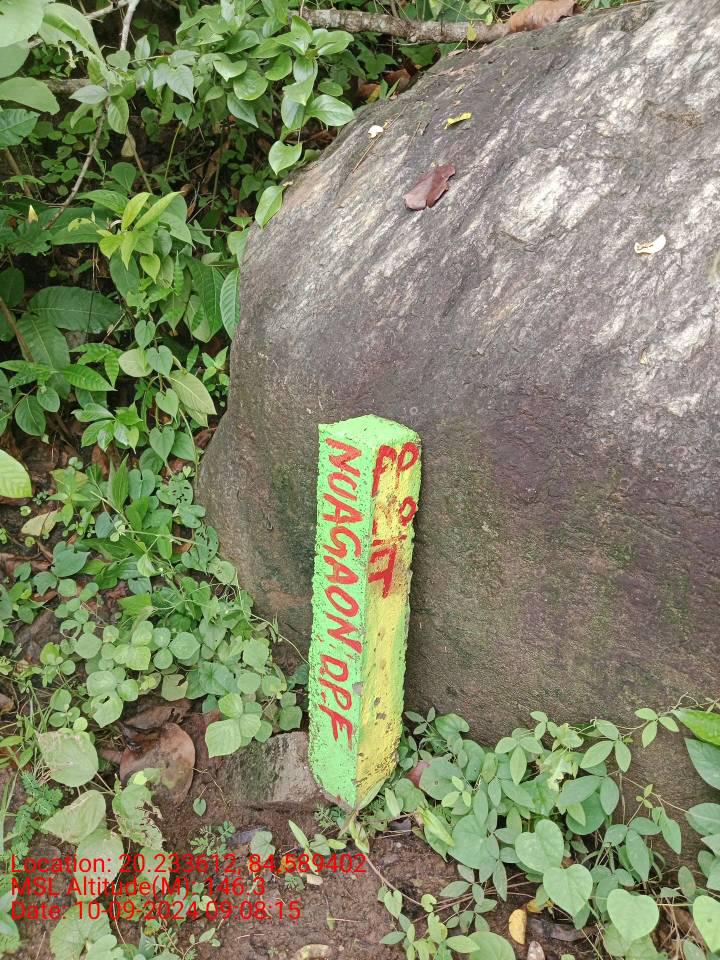 NUAGAON D.P.F
Location: 20.233612, 84.589402
MSL Altitude(M): 146.3
Date: 10-09-2024 09:08:15